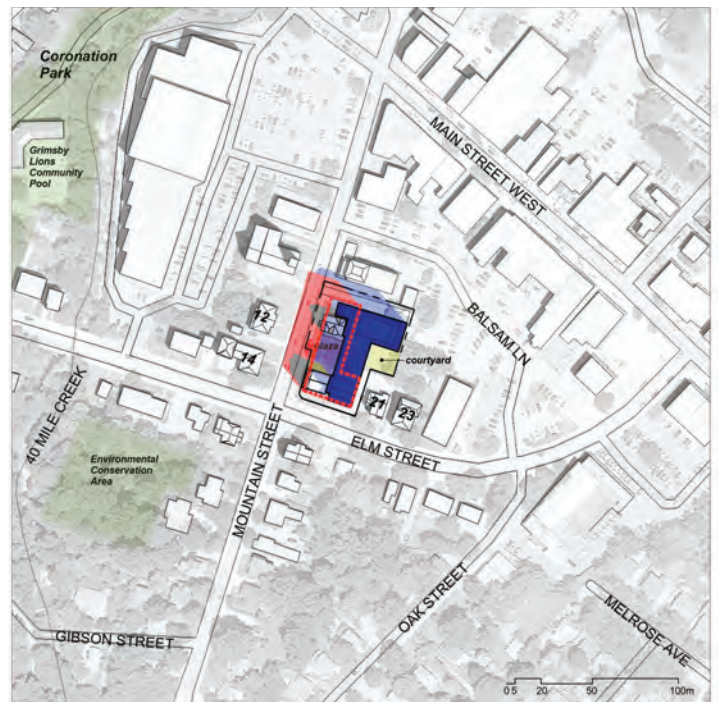 Coronation
Park
Grimsby
Lions
Community
Pool
MAIN STREET WEST
BALSAM LN
12
plaza
14
courtyard
21
23
40 MILE CREEK
ELM STREET
MOUNTAIN STREET
Environmental
Conservation
Area
OAK STREET
GIBSON STREET
MELROSE AVE
0 5 20 50 100m